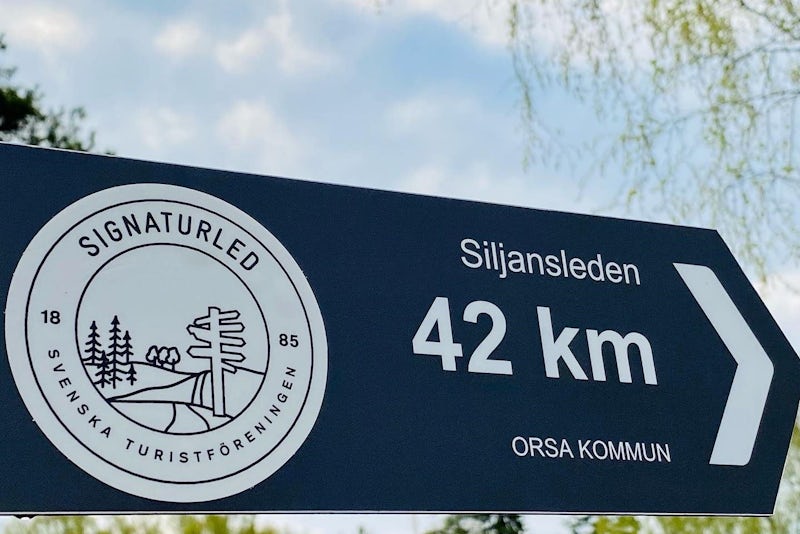 SIGNATURLED
18 85
SVENSKA TURISTFÖRENINGEN
Siljansleden
42 km
ORSA KOMMUN